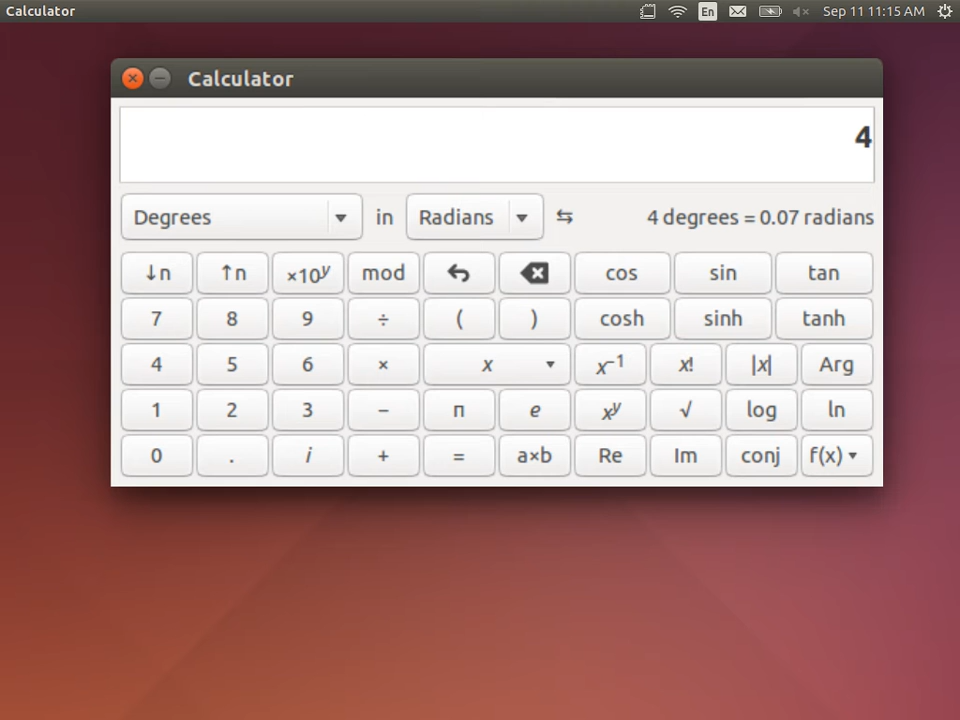 Calculator
En
Sep 11 11:15 AM
Calculator
4
Degrees in Radians ⇆ 4 degrees = 0.07 radians
↓n ↑n ×10^y mod cos sin tan
7 8 9 ÷ ( ) cosh sinh tanh
4 5 6 × x x^−1 x! |x| Arg
1 2 3 − π e x^y √ log ln
0 . i + = a×b Re Im conj f(x)